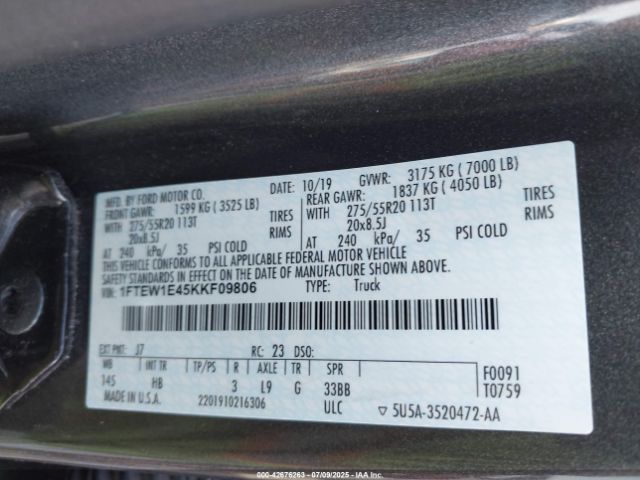 MFD. BY FORD MOTOR CO.
10/19 GVWR: 3175 KG ( 7000 LB)
FRONT GAWR: 1599 KG ( 3525 LB) REAR GAWR: 1837 KG ( 4050 LB)
WITH 275/55R20 113T TIRES WITH 275/55R20 113T TIRES
20x8.5J RIMS 20x8.5J RIMS
AT 240 kPa/ 35 PSI COLD AT 240 kPa/ 35 PSI COLD
THIS VEHICLE CONFORMS TO ALL APPLICABLE FEDERAL MOTOR VEHICLE
SAFETY STANDARDS IN EFFECT ON THE DATE OF MANUFACTURE SHOWN ABOVE.
VIN: 1FTEW1E45KKF09806 TYPE: Truck
EXT PNT: J7 RC: 23 DSO:
WB INT TR TP/PS R AXLE TR SPR
145 HB 3 L9 G 33BB
F0091
T0759
MADE IN U.S.A. 2201910216306 ULC ▽ 5U5A-3520472-AA
000-42676263 - 07/09/2025 - IAA Inc.